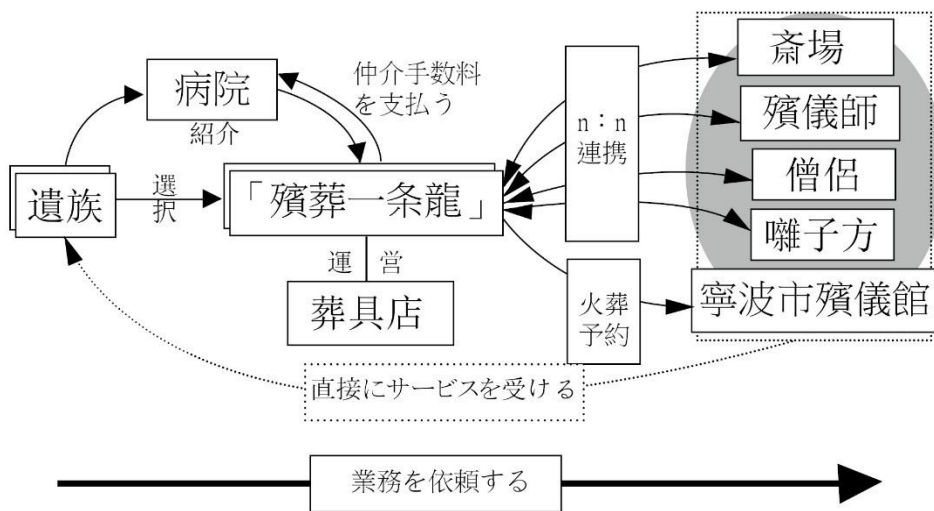 斎場
病院
紹介
仲介手数料
を支払う
n：n
連携
殯儀師
僧侶
囃子方
遺族
選
択
「殯葬一条龍」
運 営
葬具店
火葬
予約
寧波市殯儀館
直接にサービスを受ける
業務を依頼する